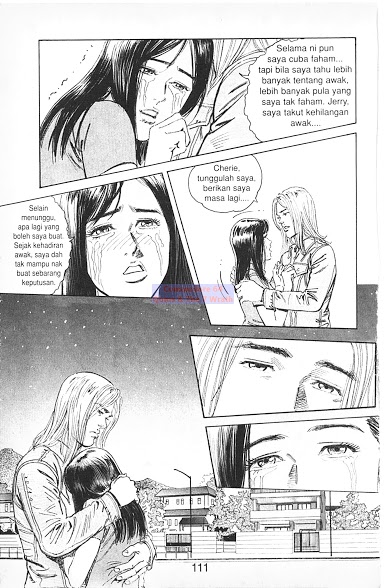 Selama ni pun
saya cuba faham...
tapi bila saya tahu lebih
banyak tentang awak,
lebih banyak pula yang
saya tak faham. Jerry,
saya takut kehilangan
awak....
Cherie,
tunggulah saya,
berikan saya
masa lagi....
Selain
menunggu,
apa lagi yang
boleh saya buat.
Sejak kehadiran
awak, saya dah
tak mampu nak
buat sebarang
keputusan.
111